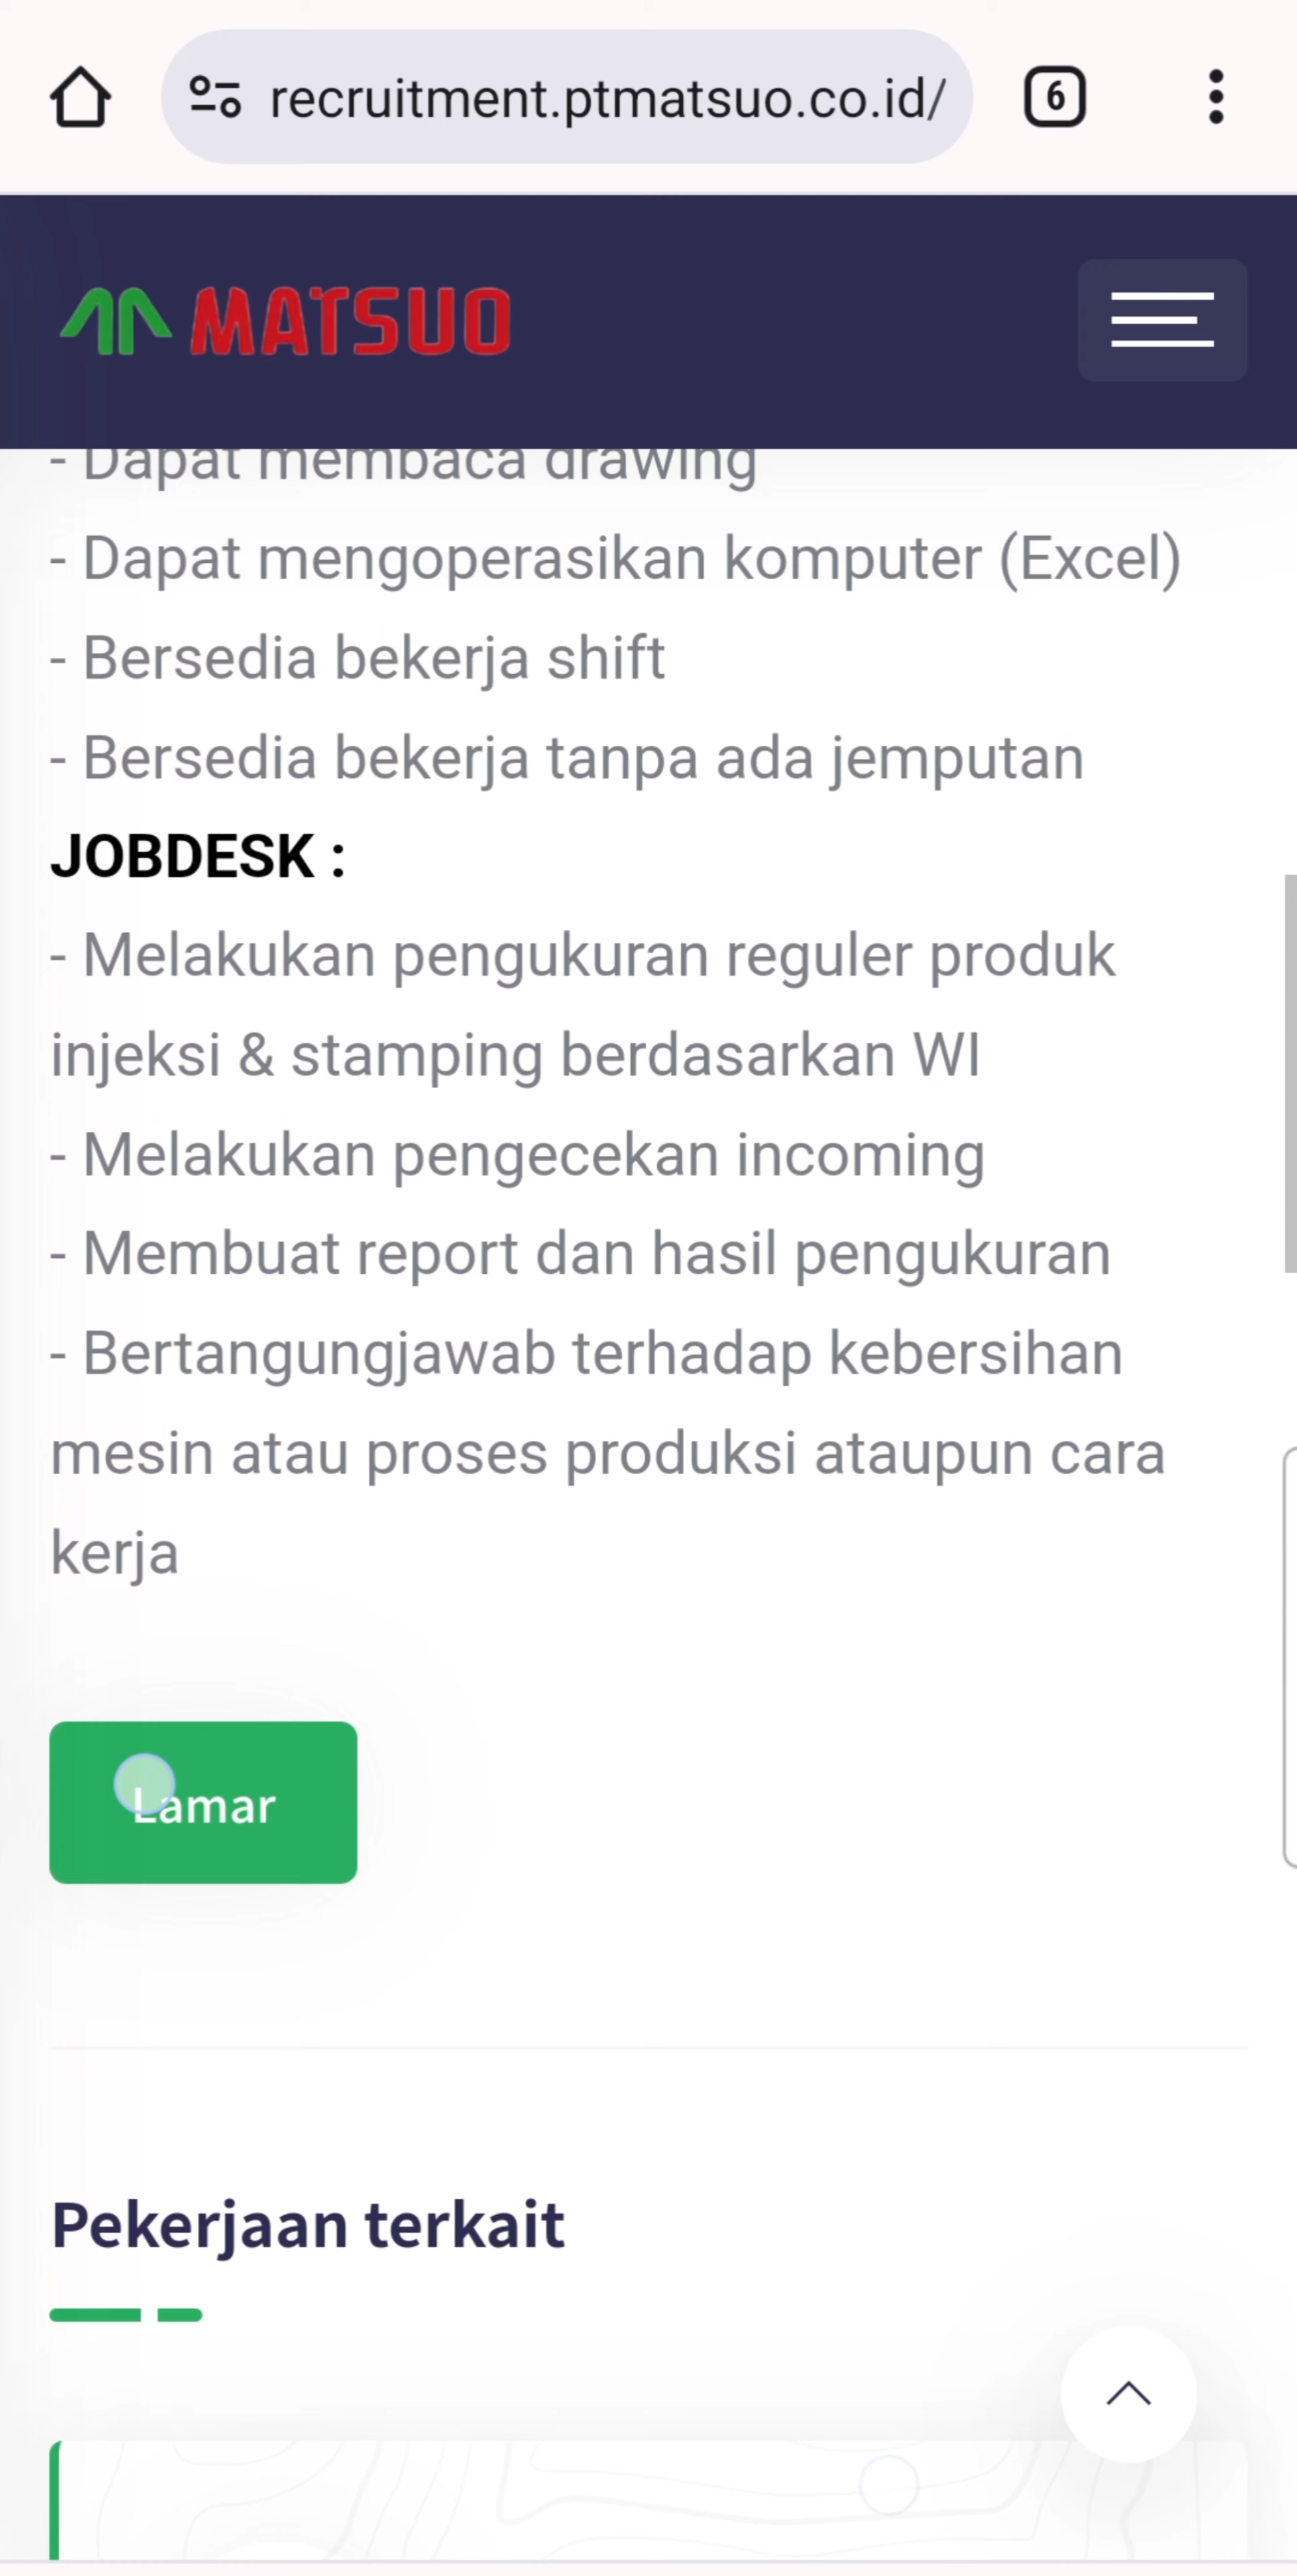 recruitment.ptmatsuo.co.id/
6
MATSUO
- Dapat membaca drawing
- Dapat mengoperasikan komputer (Excel)
- Bersedia bekerja shift
- Bersedia bekerja tanpa ada jemputan
JOBDESK :
- Melakukan pengukuran reguler produk
injeksi & stamping berdasarkan WI
- Melakukan pengecekan incoming
- Membuat report dan hasil pengukuran
- Bertangungjawab terhadap kebersihan
mesin atau proses produksi ataupun cara
kerja
Lamar
Pekerjaan terkait